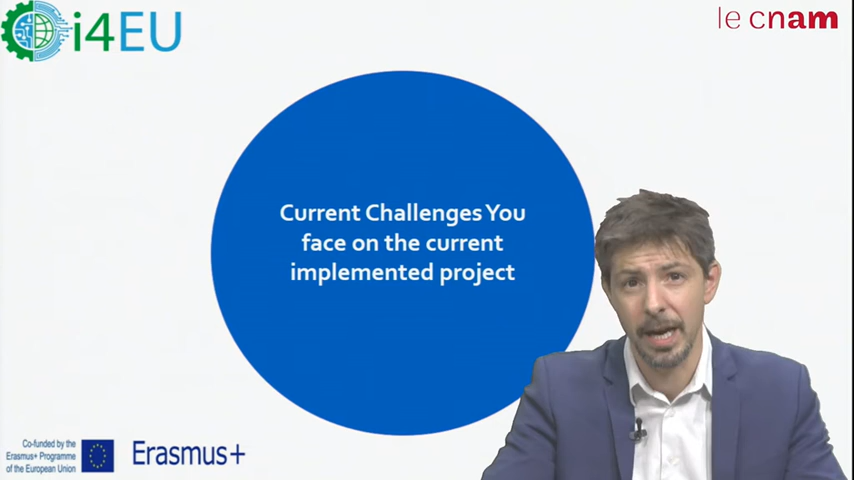 i4EU
le cnam
Current Challenges You
face on the current
implemented project
Co-funded by the
Erasmus+ Programme
of the European Union
Erasmus+